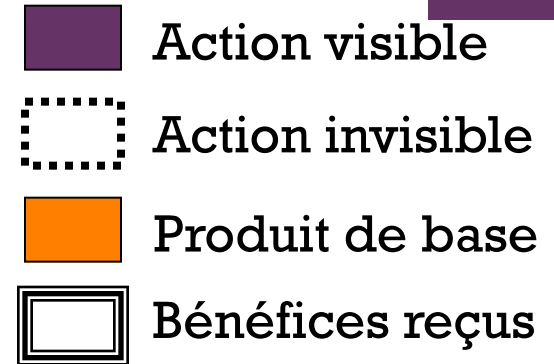 Action visible
Action invisible
Produit de base
Bénéfices reçus